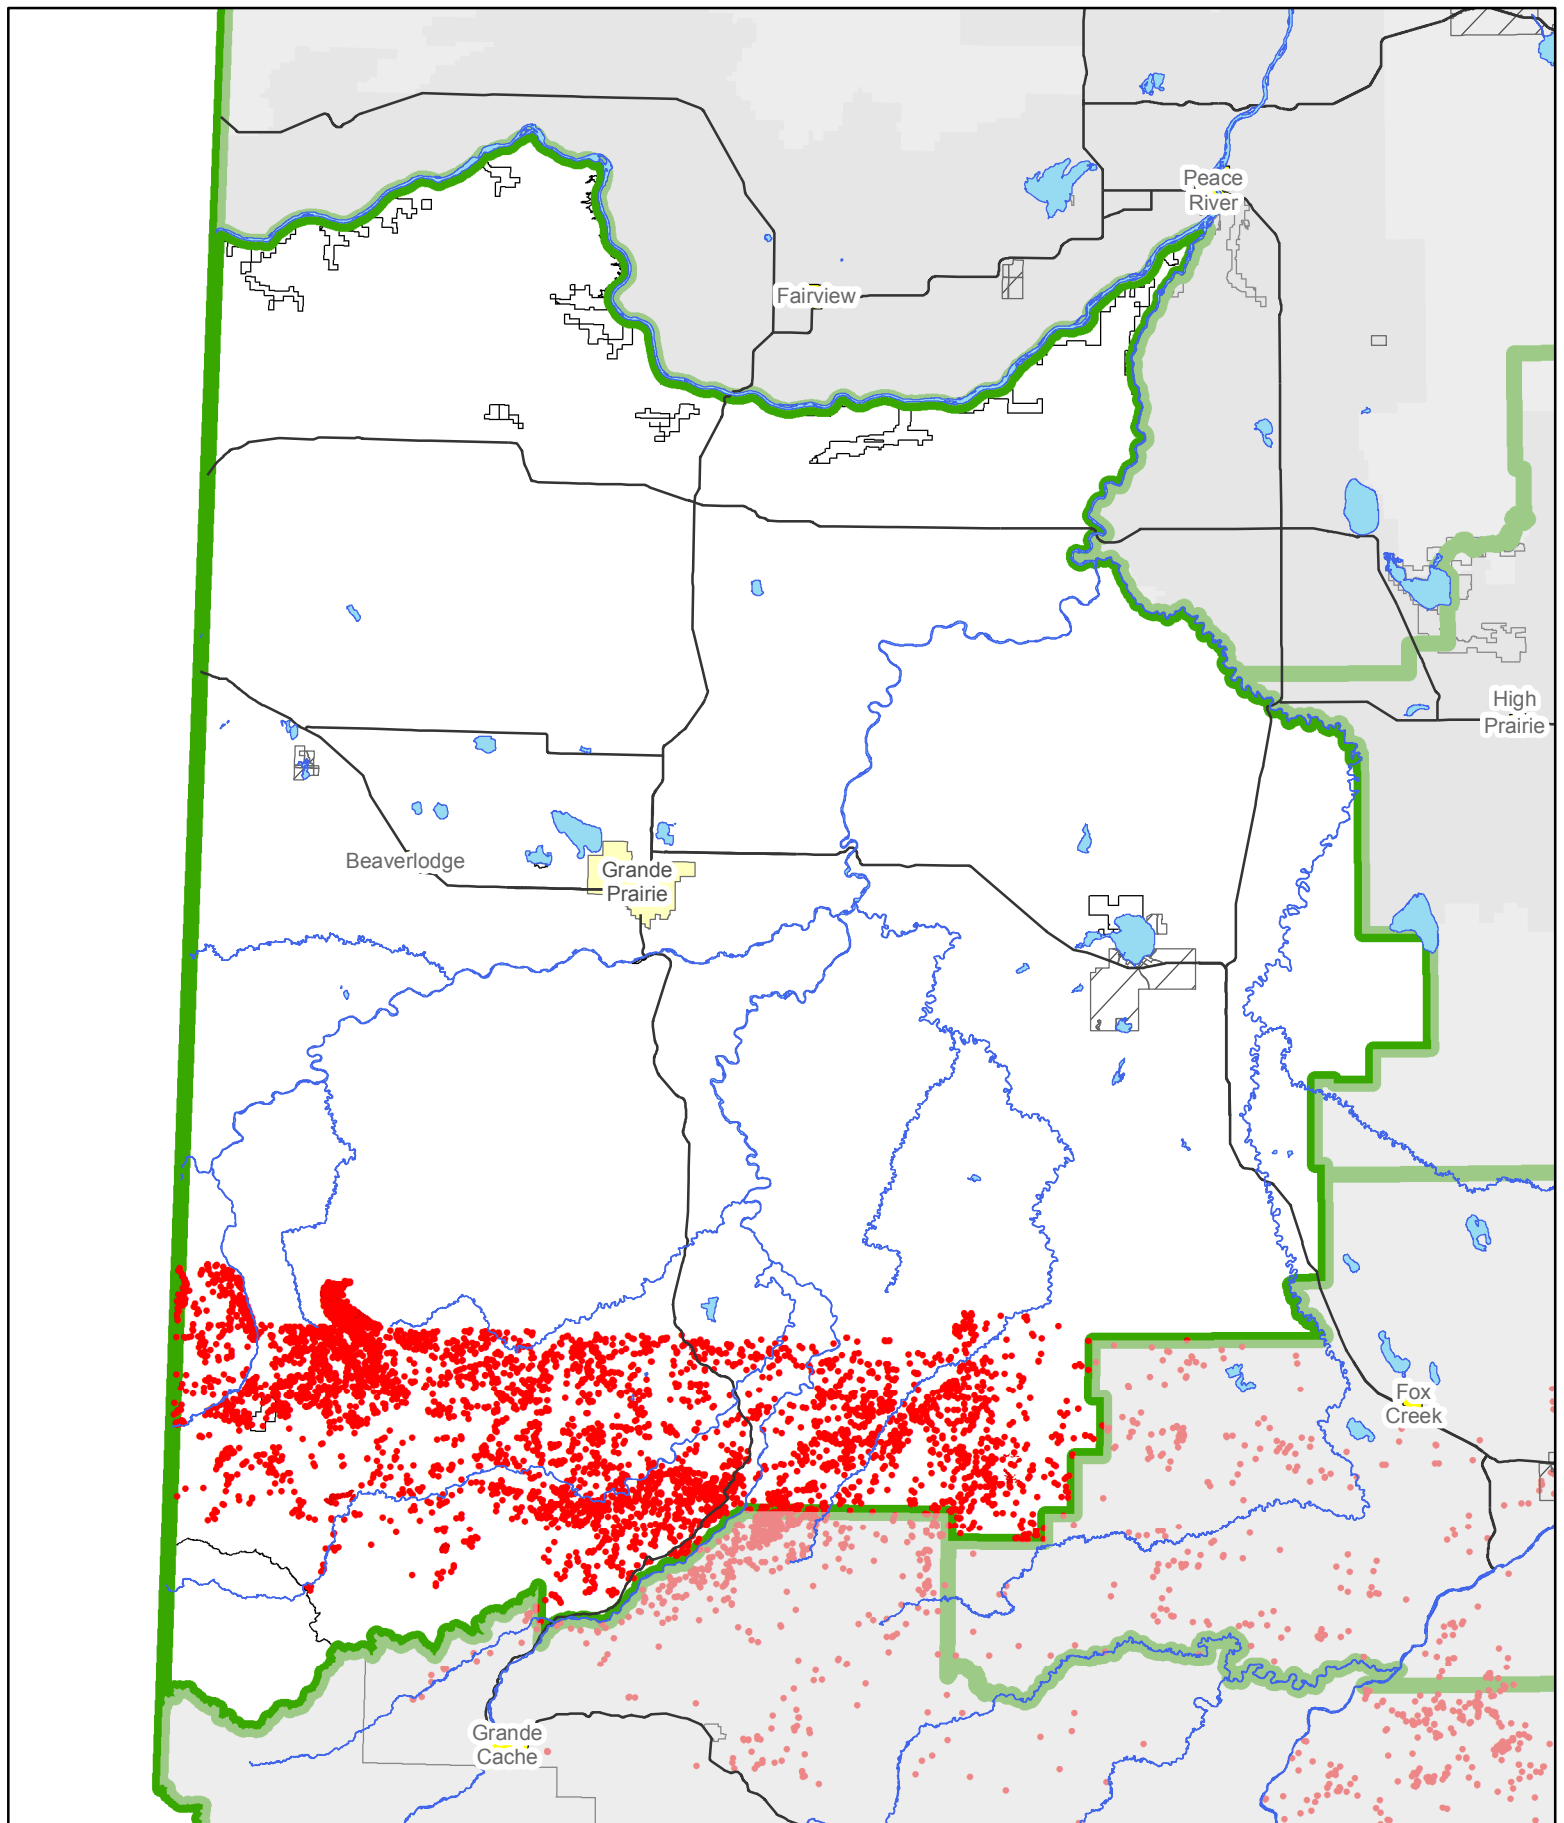 Peace
River
Fairview
High
Prairie
Beaverlodge
Grande
Prairie
Fox
Creek
Grande
Cache